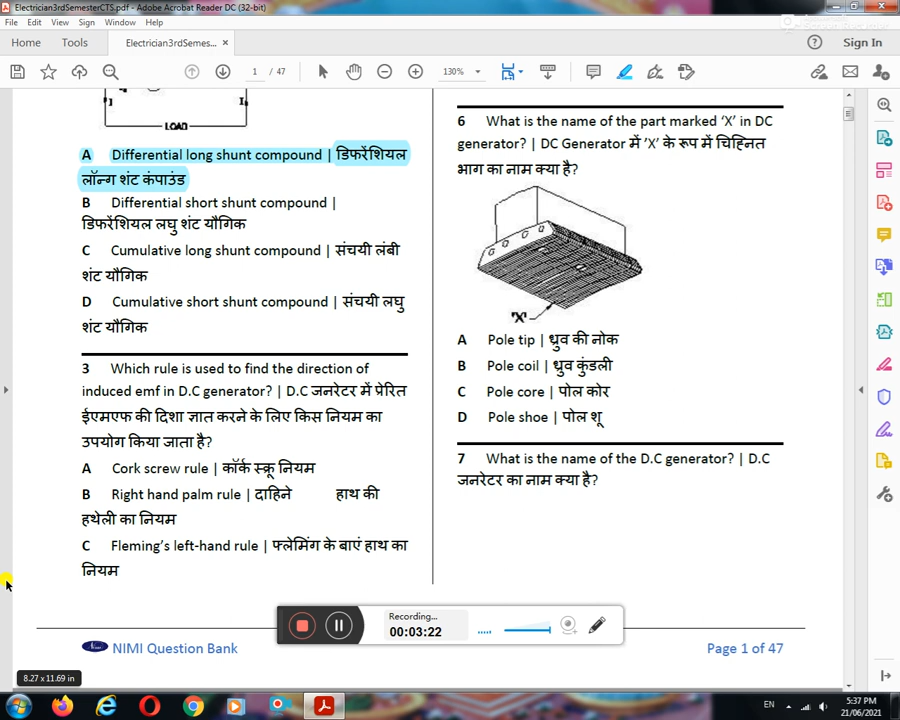 Electrician3rdSemesterCTS.pdf - Adobe Acrobat Reader DC (32-bit)
File Edit View Sign Window Help
Home Tools Electrician3rdSemes... × Sign In
1 / 47 130%
LOAD
A Differential long shunt compound | डिफरेंशियल
लॉन्ग शंट कंपाउंड
B Differential short shunt compound |
डिफरेंशियल लघु शंट यौगिक
C Cumulative long shunt compound | संचयी लंबी
शंट यौगिक
D Cumulative short shunt compound | संचयी लघु
शंट यौगिक
3 Which rule is used to find the direction of
induced emf in D.C generator? | D.C जनरेटर में प्रेरित
ईएमएफ की दिशा ज्ञात करने के लिए किस नियम का
उपयोग किया जाता है?
A Cork screw rule | कॉर्क स्क्रू नियम
B Right hand palm rule | दाहिने हाथ की
हथेली का नियम
C Fleming's left-hand rule | फ्लेमिंग के बाएं हाथ का
नियम
6 What is the name of the part marked 'X' in DC
generator? | DC Generator में 'X' के रूप में चिह्नित
भाग का नाम क्या है?
'X'
A Pole tip | ध्रुव की नोक
B Pole coil | ध्रुव कुंडली
C Pole core | पोल कोर
D Pole shoe | पोल शू
7 What is the name of the D.C generator? | D.C
जनरेटर का नाम क्या है?
Recording...
00:03:22
NIMI Question Bank
Page 1 of 47
8.27 x 11.69 in
EN
5:37 PM
21/06/2021